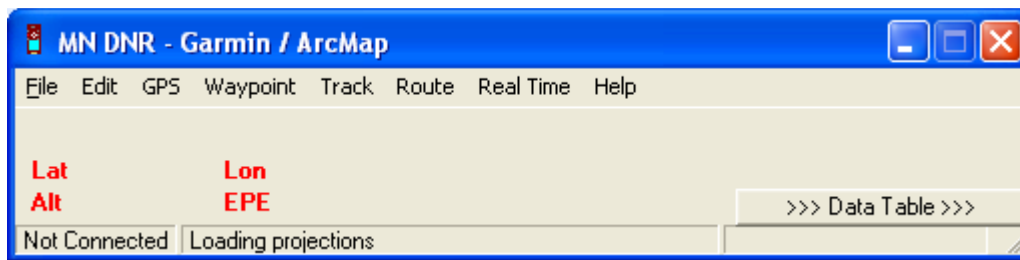 MN DNR - Garmin / ArcMap
File Edit GPS Waypoint Track Route Real Time Help
Lat Lon
Alt EPE
>>> Data Table >>>
Not Connected Loading projections